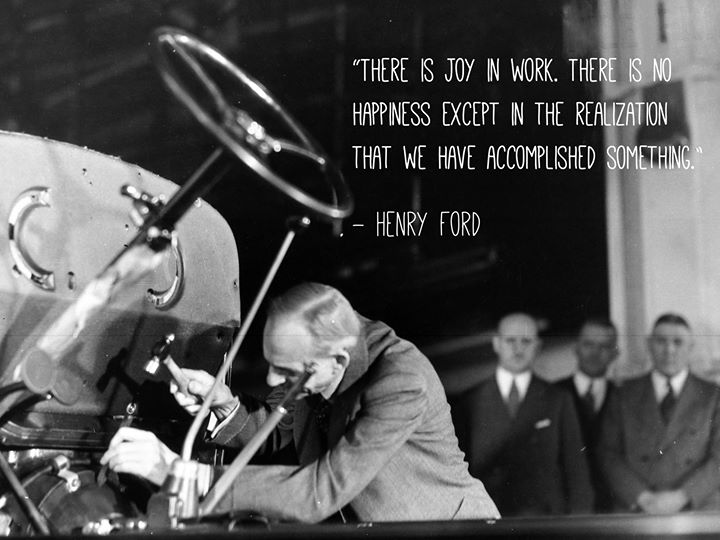 “THERE IS JOY IN WORK. THERE IS NO
HAPPINESS EXCEPT IN THE REALIZATION
THAT WE HAVE ACCOMPLISHED SOMETHING.“
. – HENRY FORD